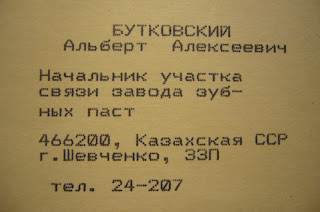 БУТКОВСКИЙ
Альберт Алексеевич
Начальник участка
связи завода зуб-
ных паст
466200, Казахская ССР
г.Шевченко, ЗЗП
тел. 24-207